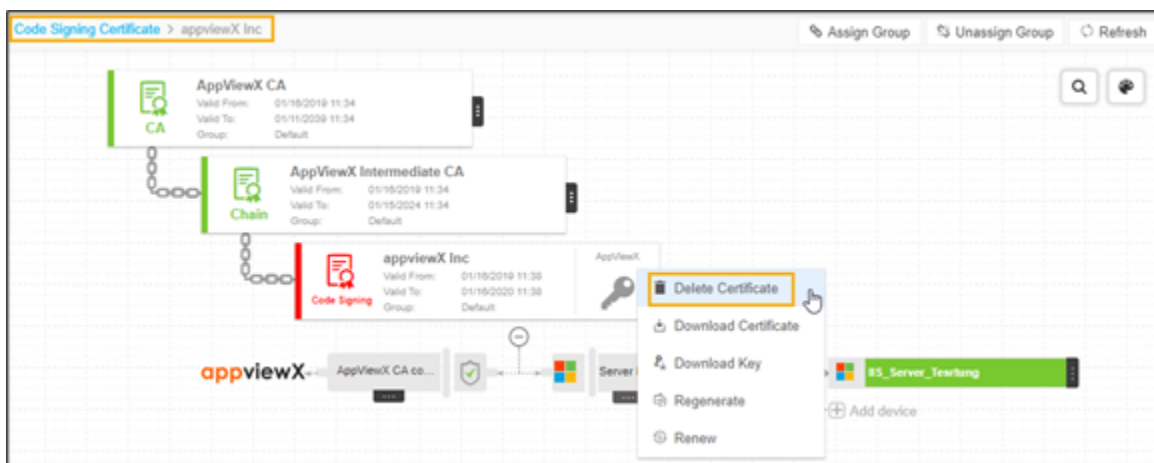 Code Signing Certificate > appviewX Inc
Assign Group
Unassign Group
Refresh
AppViewX CA
Valid From: 01/16/2019 11:34
Valid To: 01/11/2039 11:34
Group: Default
CA
AppViewX Intermediate CA
Valid From: 01/16/2019 11:34
Valid To: 01/15/2024 11:34
Group: Default
Chain
appviewX Inc
Valid From: 01/16/2019 11:38
Valid To: 01/16/2020 11:38
Group: Default
Code Signing
AppViewX
Delete Certificate
Download Certificate
Download Key
Regenerate
Renew
appviewX
AppViewX CA co...
Server
IIS_Server_Tesrtung
Add device